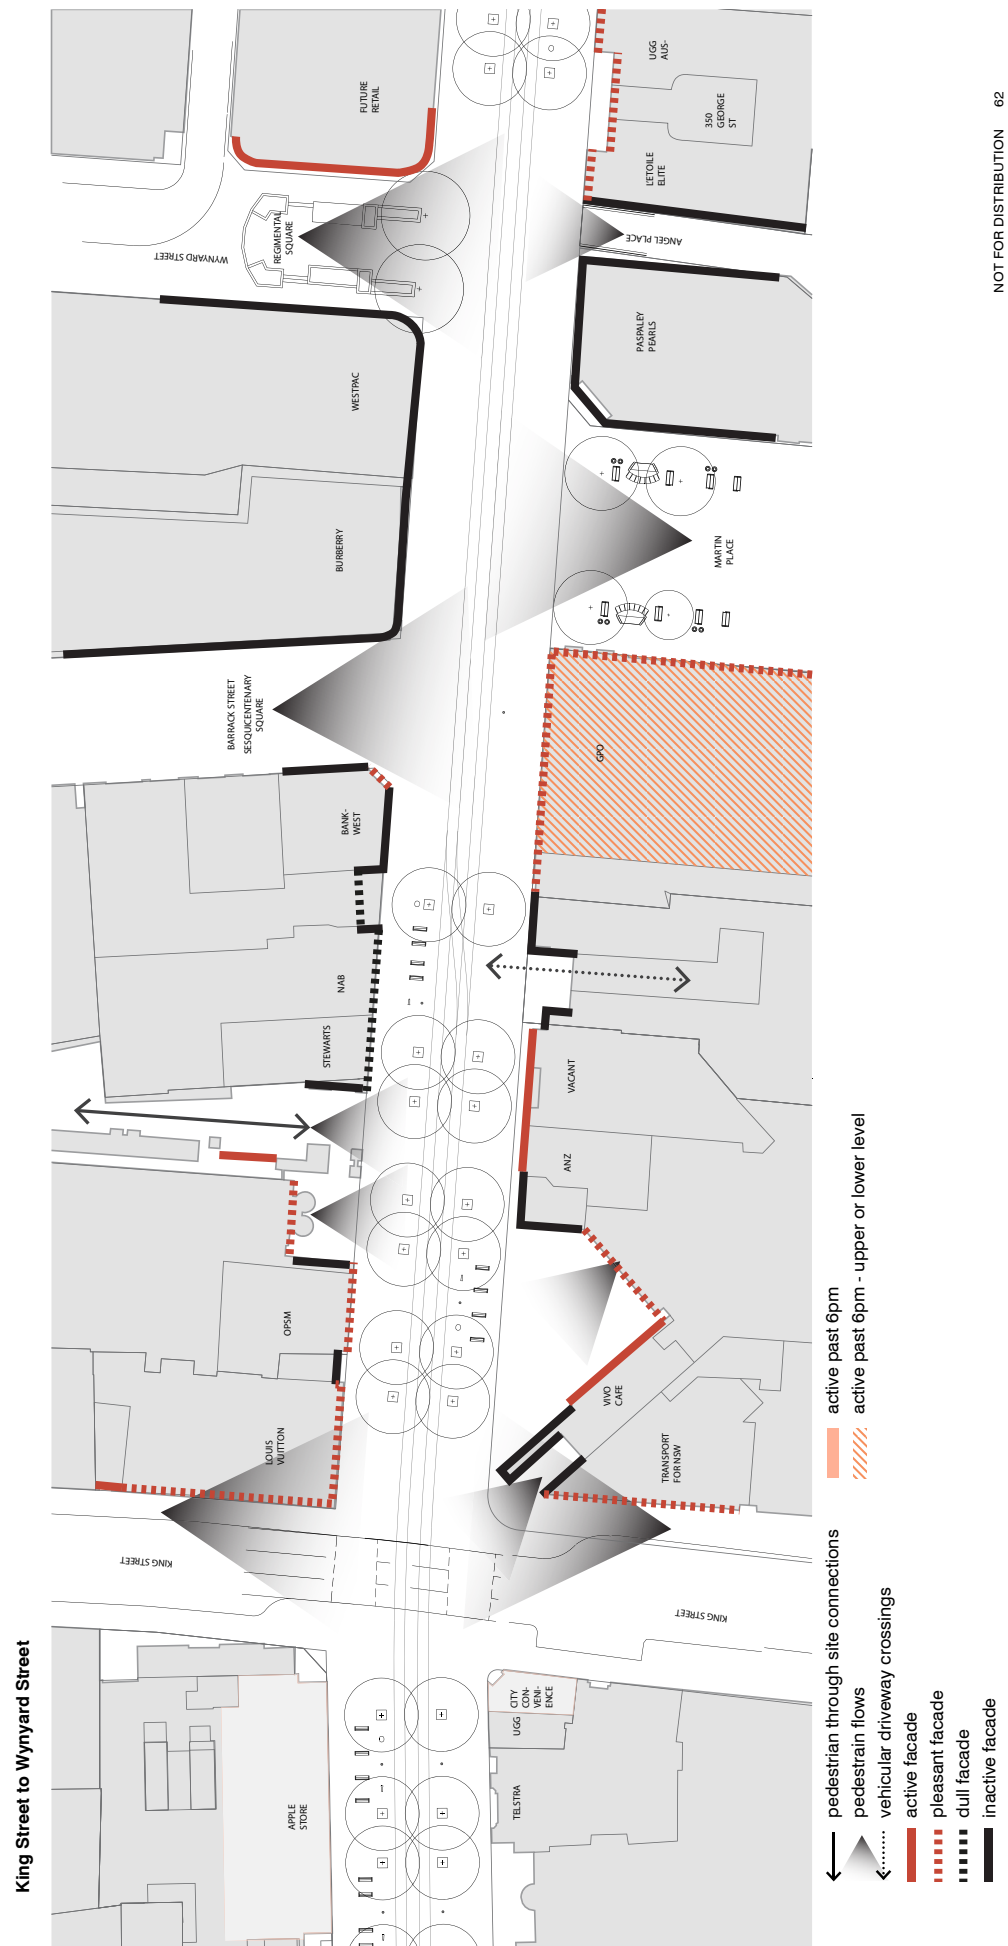 King Street to Wynyard Street
FUTURE
RETAIL
UGG
AUS-
350
GEORGE
ST
L'ETOILE
ELITE
REGIMENTAL
SQUARE
WYNYARD STREET
ANGEL PLACE
WESTPAC
PASPALEY
PEARLS
BURBERRY
MARTIN
PLACE
BARRACK STREET
SESQUICENTENARY
SQUARE
GPO
BANK-
WEST
NAB
STEWARTS
VACANT
ANZ
OPSM
VIVO
CAFE
LOUIS
VUITTON
TRANSPORT
FOR NSW
KING STREET
KING STREET
CITY
CON-
VENI-
ENCE
UGG
APPLE
STORE
TELSTRA
pedestrian through site connections
pedestrain flows
vehicular driveway crossings
active facade
pleasant facade
dull facade
inactive facade
active past 6pm
active past 6pm - upper or lower level
NOT FOR DISTRIBUTION 62